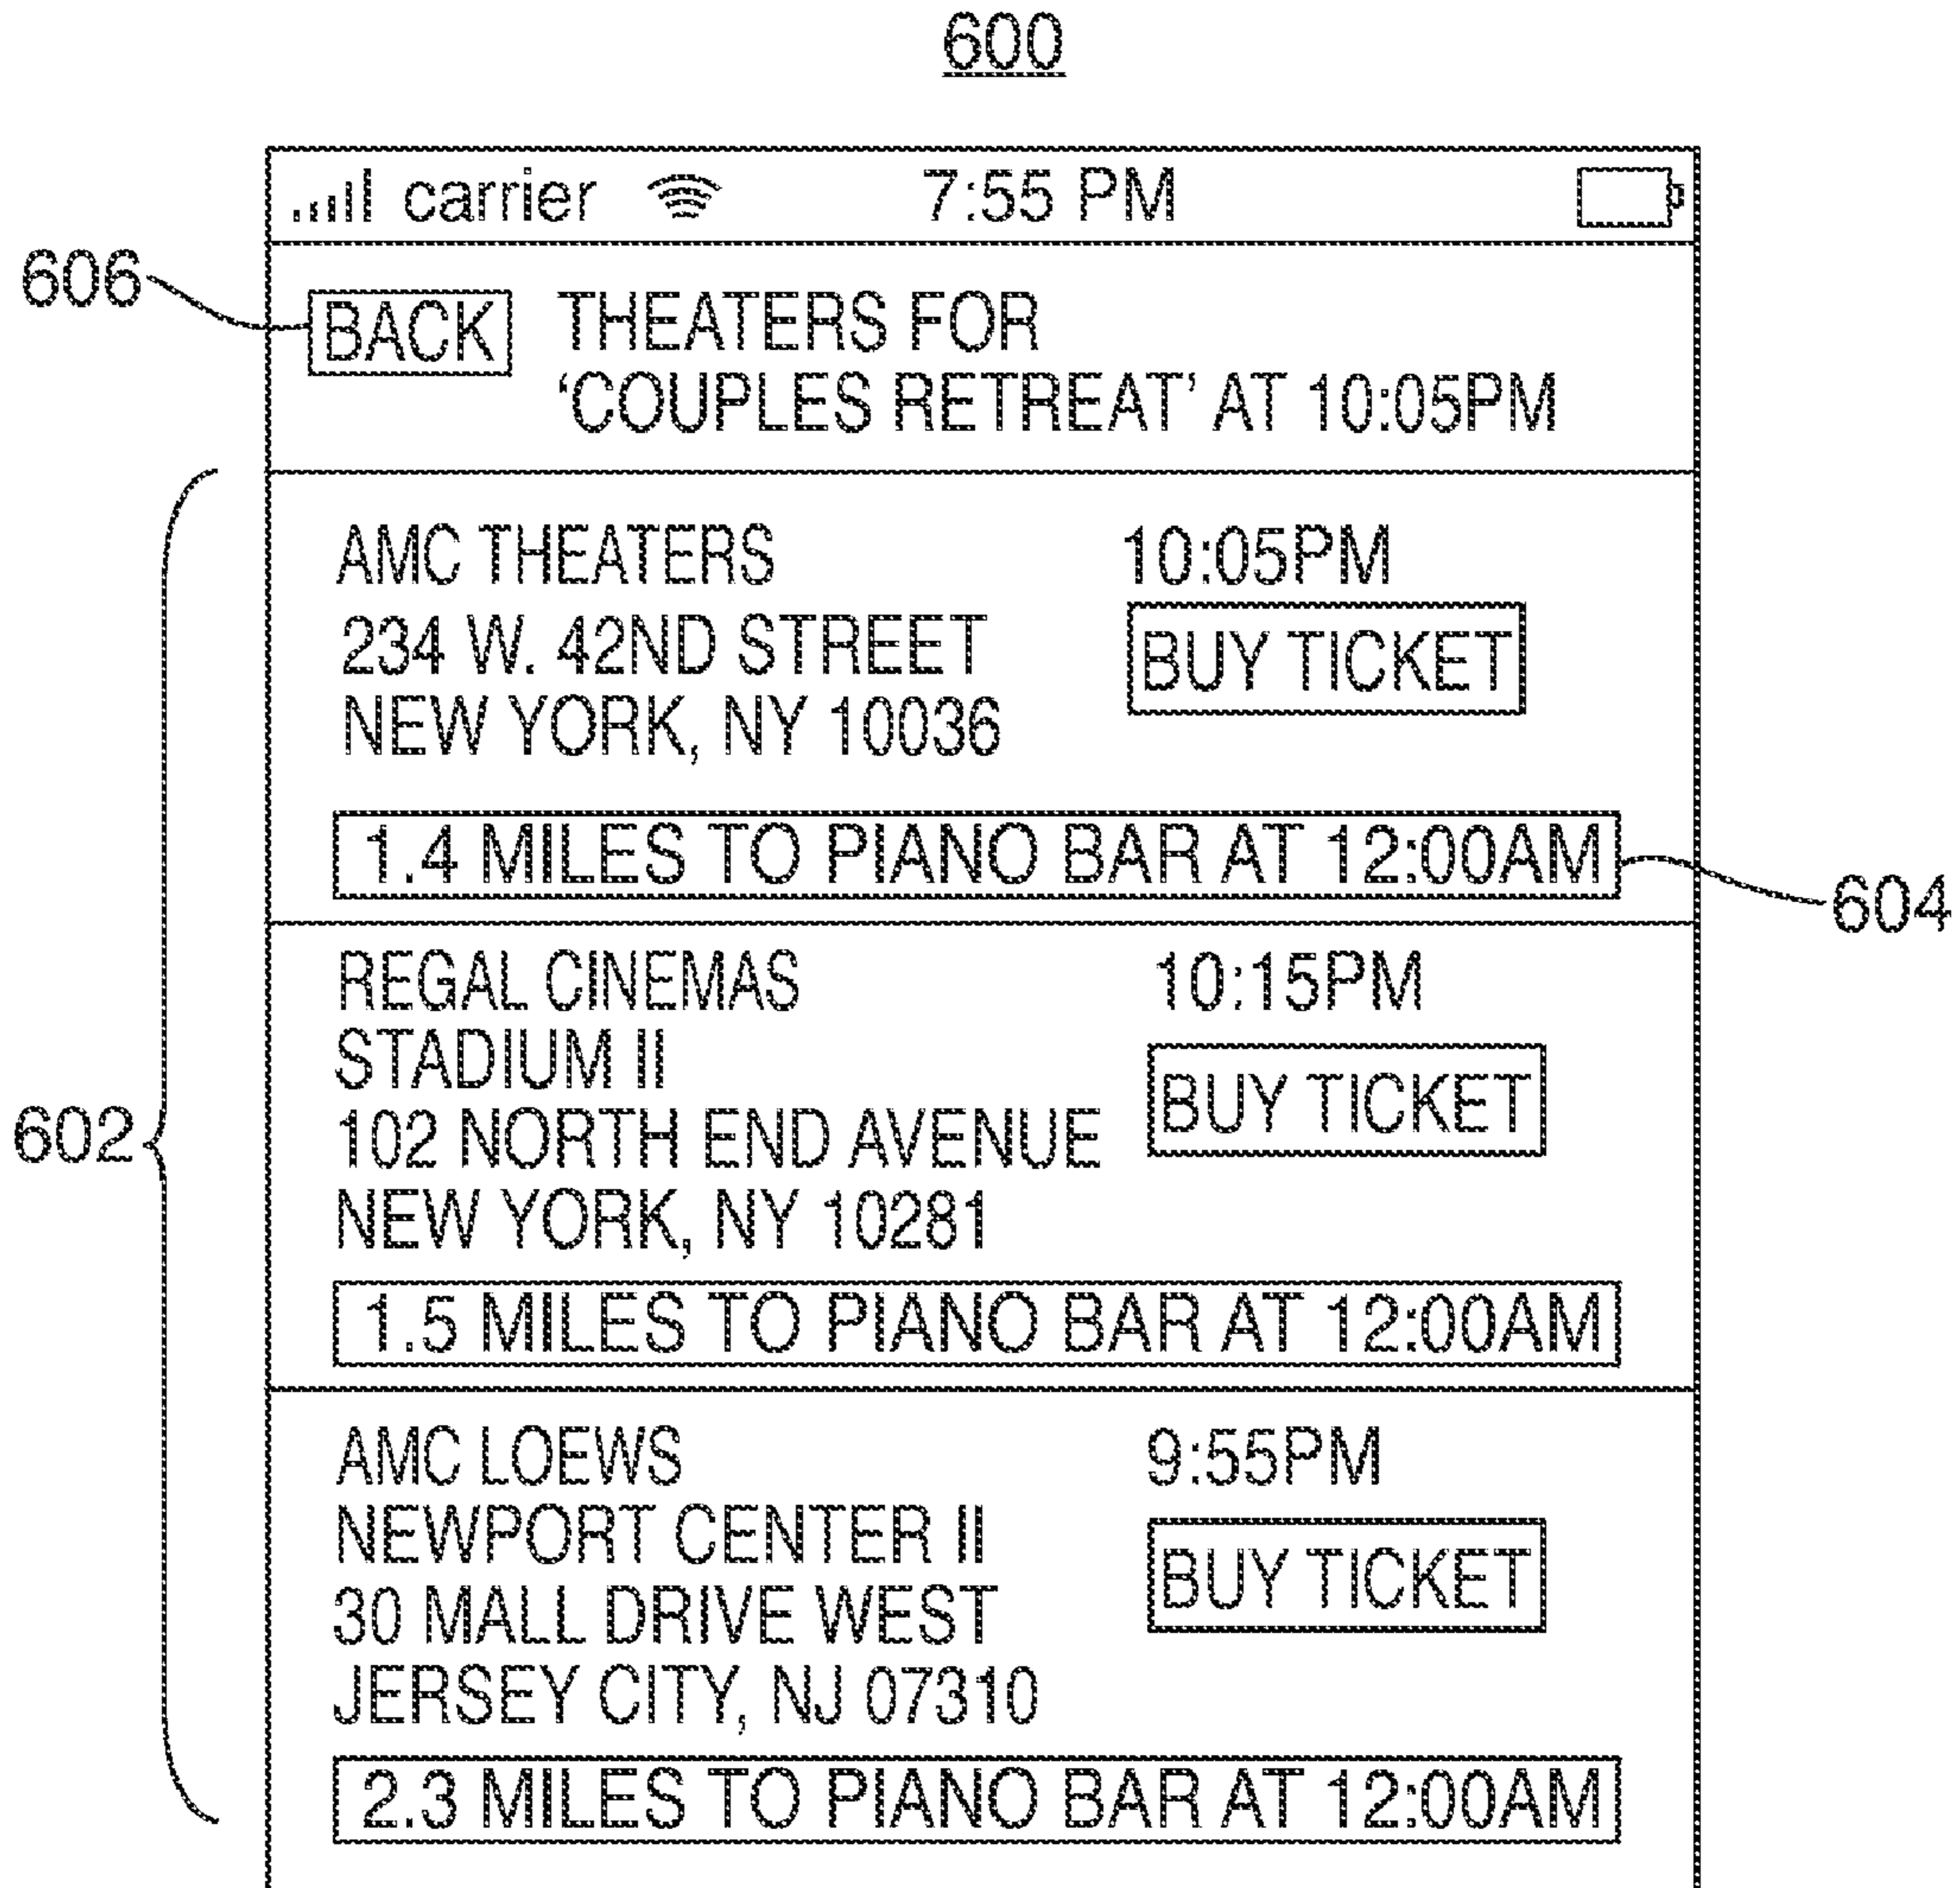 600
carrier 7:55 PM
606
BACK THEATERS FOR
‘COUPLES RETREAT’ AT 10:05PM
AMC THEATERS 10:05PM
234 W. 42ND STREET BUY TICKET
NEW YORK, NY 10036
1.4 MILES TO PIANO BAR AT 12:00AM
604
REGAL CINEMAS 10:15PM
STADIUM II
102 NORTH END AVENUE BUY TICKET
602
NEW YORK, NY 10281
1.5 MILES TO PIANO BAR AT 12:00AM
AMC LOEWS 9:55PM
NEWPORT CENTER II
30 MALL DRIVE WEST BUY TICKET
JERSEY CITY, NJ 07310
2.3 MILES TO PIANO BAR AT 12:00AM